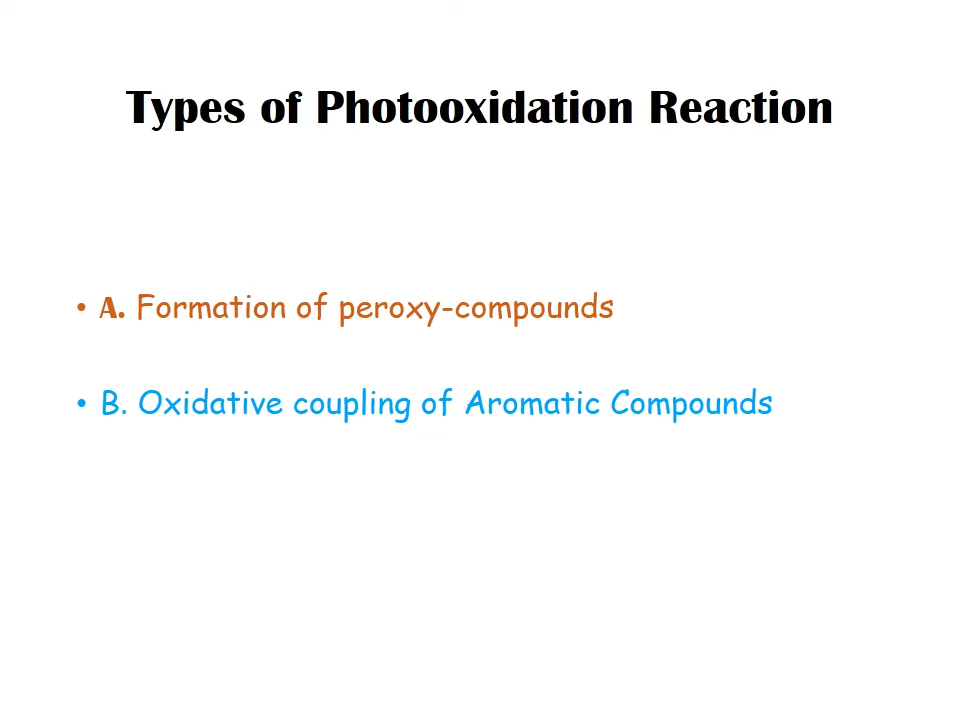 Types of Photooxidation Reaction
• A. Formation of peroxy-compounds
• B. Oxidative coupling of Aromatic Compounds